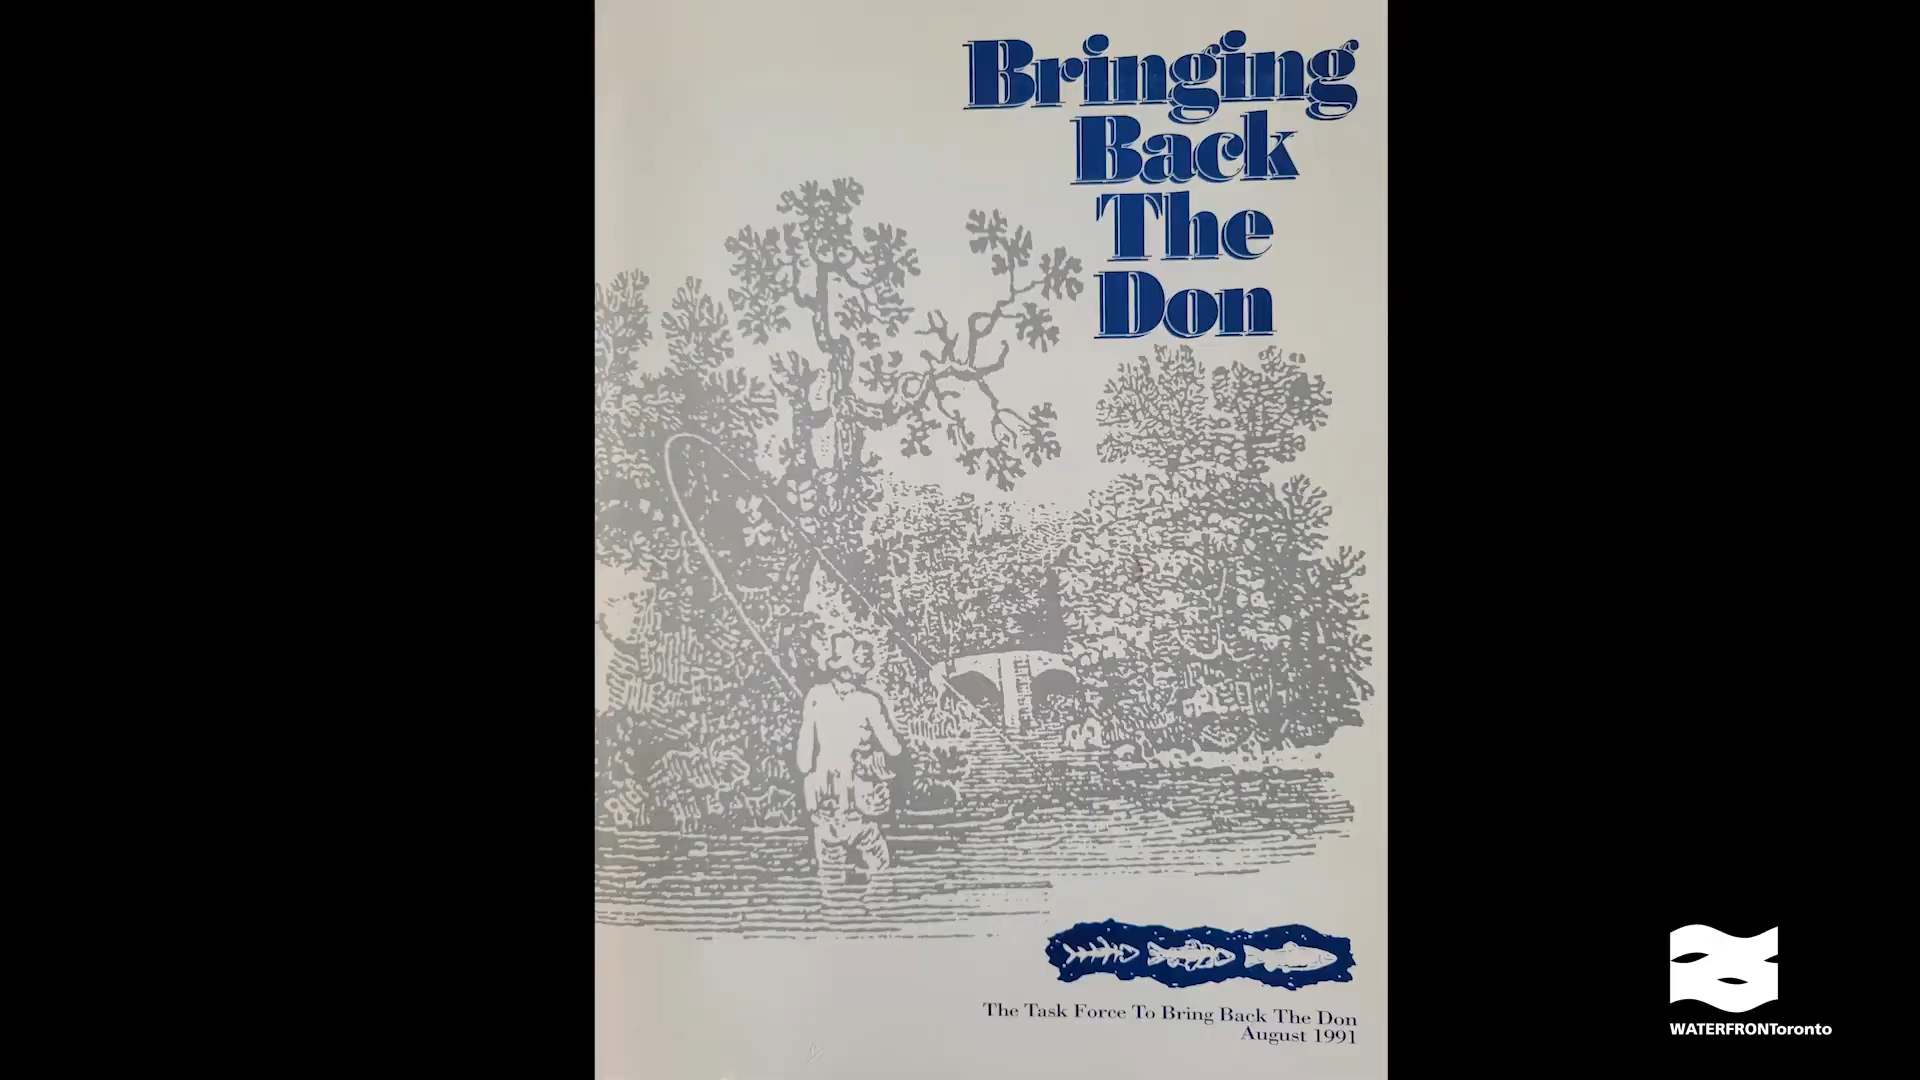 Bringing
Back
The
Don
The Task Force To Bring Back The Don
August 1991
WATERFRONToronto